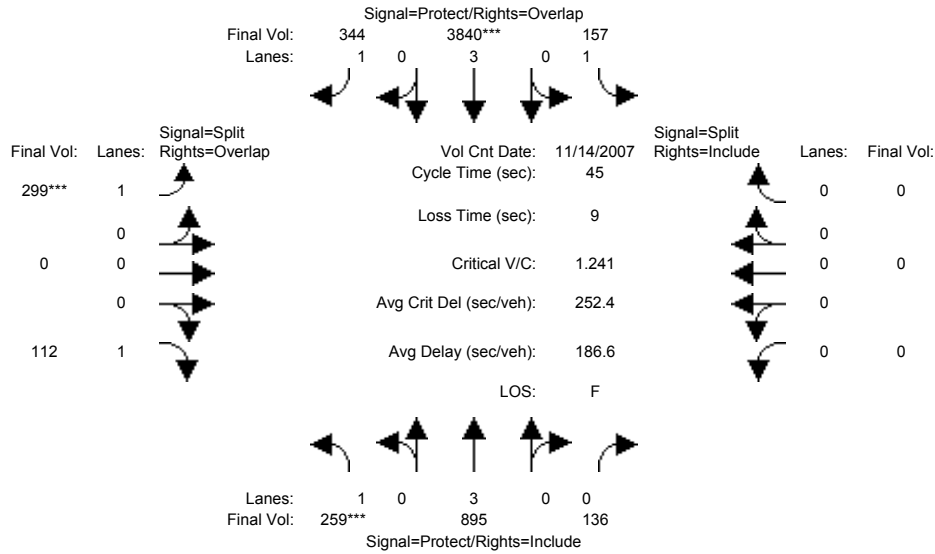 Signal=Protect/Rights=Overlap
Final Vol: 344 3840*** 157
Lanes: 1 0 3 0 1
Signal=Split
Final Vol: Lanes: Rights=Overlap
Vol Cnt Date: 11/14/2007
Signal=Split
Rights=Include Lanes: Final Vol:
Cycle Time (sec): 45
299*** 1
0 0
Loss Time (sec): 9
0
0
0 0
Critical V/C: 1.241
0 0
0
Avg Crit Del (sec/veh): 252.4
0
112 1
Avg Delay (sec/veh): 186.6
0 0
LOS: F
Lanes: 1 0 3 0 0
Final Vol: 259*** 895 136
Signal=Protect/Rights=Include